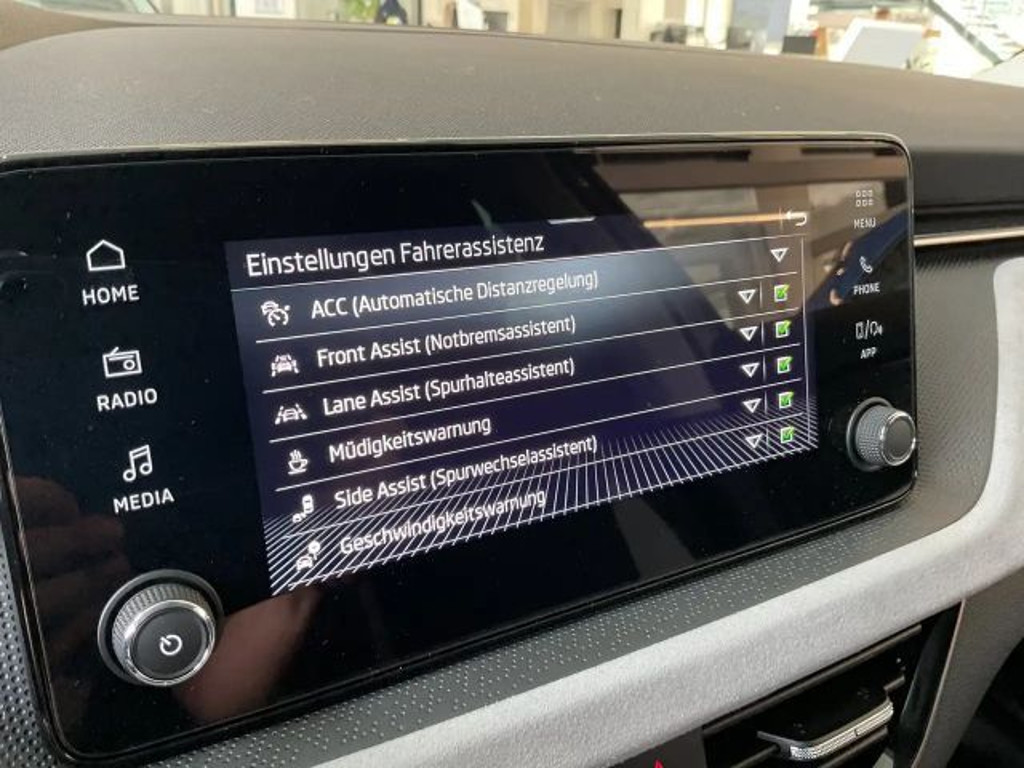 Einstellungen Fahrerassistenz
ACC (Automatische Distanzregelung)
Front Assist (Notbremsassistent)
Lane Assist (Spurhalteassistent)
Müdigkeitswarnung
Side Assist (Spurwechselassistent)
Geschwindigkeitswarnung
HOME
RADIO
MEDIA
MENU
PHONE
APP